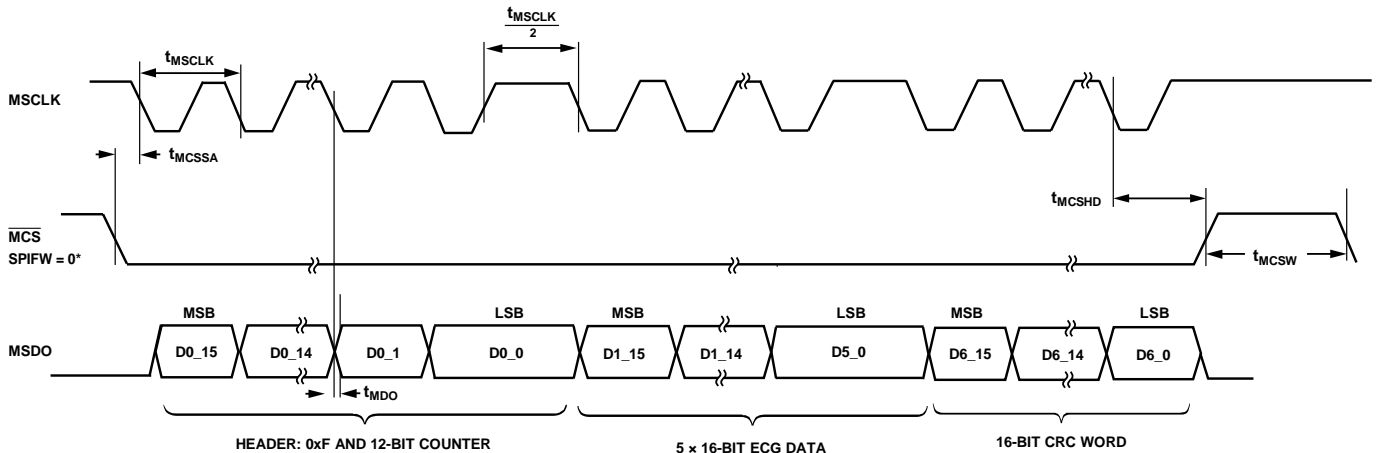 tMSCLK
2
tMSCLK
MSCLK
tMCSSA
tMCSHD
MCS
SPIFW = 0*
tMCSW
MSB
LSB
MSB
LSB
MSB
LSB
MSDO
D0_15
D0_14
D0_1
D0_0
D1_15
D1_14
D5_0
D6_15
D6_14
D6_0
tMDO
HEADER: 0xF AND 12-BIT COUNTER
5 × 16-BIT ECG DATA
16-BIT CRC WORD